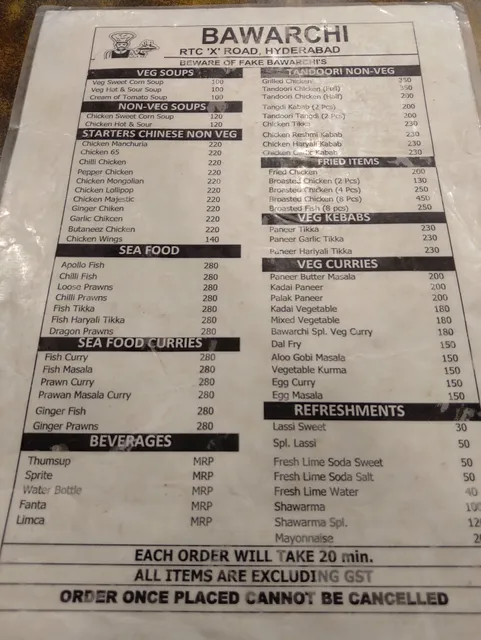 BAWARCHI
RTC 'X' ROAD, HYDERABAD
BEWARE OF FAKE BAWARCHI'S
VEG SOUPS
Veg Sweet Corn Soup 100
Veg Hot & Sour Soup 100
Cream of Tomato Soup 100
NON-VEG SOUPS
Chicken Sweet Corn Soup 120
Chicken Hot & Sour 120
STARTERS CHINESE NON VEG
Chicken Manchuria 220
Chicken 65 220
Chilli Chicken 220
Pepper Chicken 220
Chicken Mongolian 220
Chicken Lollipop 220
Chicken Majestic 220
Ginger Chiken 220
Garlic Chikcen 220
Butaneez Chicken 220
Chicken Wings 140
SEA FOOD
Apollo Fish 280
Chilli Fish 280
Loose Prawns 280
Chilli Prawns 280
Fish Tikka 280
Fish Haryali Tikka 280
Dragon Prawns 280
SEA FOOD CURRIES
Fish Curry 280
Fish Masala 280
Prawn Curry 280
Prawan Masala Curry 280
Ginger Fish 280
Ginger Prawns 280
BEVERAGES
Thumsup MRP
Sprite MRP
Water Bottle MRP
Fanta MRP
Limca MRP
TANDOORI NON-VEG
Grilled Chicken 350
Tandoori Chicken (Full) 350
Tandoori Chicken (Half) 200
Tangdi Kabab (2 Pcs) 200
Tandoori Tangdi (2 Pcs) 200
Chicken Tikka 230
Chicken Reshmi Kabab 230
Chicken Haryali Kabab 230
Chicken Garlic Kabab 230
FRIED ITEMS
Fried Chicken 200
Broasted Chicken (2 Pcs) 130
Broasted Chicken (4 Pcs) 250
Broasted Chicken (8 Pcs) 450
Broasted Fish (8 pcs) 250
VEG KEBABS
Paneer Tikka 230
Paneer Garlic Tikka 230
Paneer Hariyali Tikka 230
VEG CURRIES
Paneer Butter Masala 200
Kadai Paneer 200
Palak Paneer 200
Kadai Vegetable 180
Mixed Vegetable 180
Bawarchi Spl. Veg Curry 180
Dal Fry 150
Aloo Gobi Masala 150
Vegetable Kurma 150
Egg Curry 150
Egg Masala 150
REFRESHMENTS
Lassi Sweet 30
Spl. Lassi 50
Fresh Lime Soda Sweet 50
Fresh Lime Soda Salt 50
Fresh Lime Water 40
Shawarma 100
Shawarma Spl.
Mayonnaise
EACH ORDER WILL TAKE 20 min.
ALL ITEMS ARE EXCLUDING GST
ORDER ONCE PLACED CANNOT BE CANCELLED